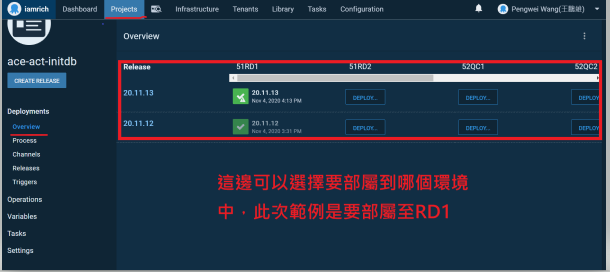 iamrich Dashboard Projects Infrastructure Tenants Library Tasks Configuration Pengwei Wang(王鵬維)
Overview
ace-act-initdb
CREATE RELEASE
Deployments
Overview
Process
Channels
Releases
Triggers
Operations
Variables
Tasks
Settings
Release 51RD1 51RD2 52QC1 52QC2
20.11.13 20.11.13 DEPLOY... DEPLOY... DEPLOY
Nov 4, 2020 4:13 PM
20.11.12 20.11.12 DEPLOY... DEPLOY... DEPLOY
Nov 4, 2020 3:31 PM
這邊可以選擇要部屬到哪個環境
中，此次範例是要部屬至RD1